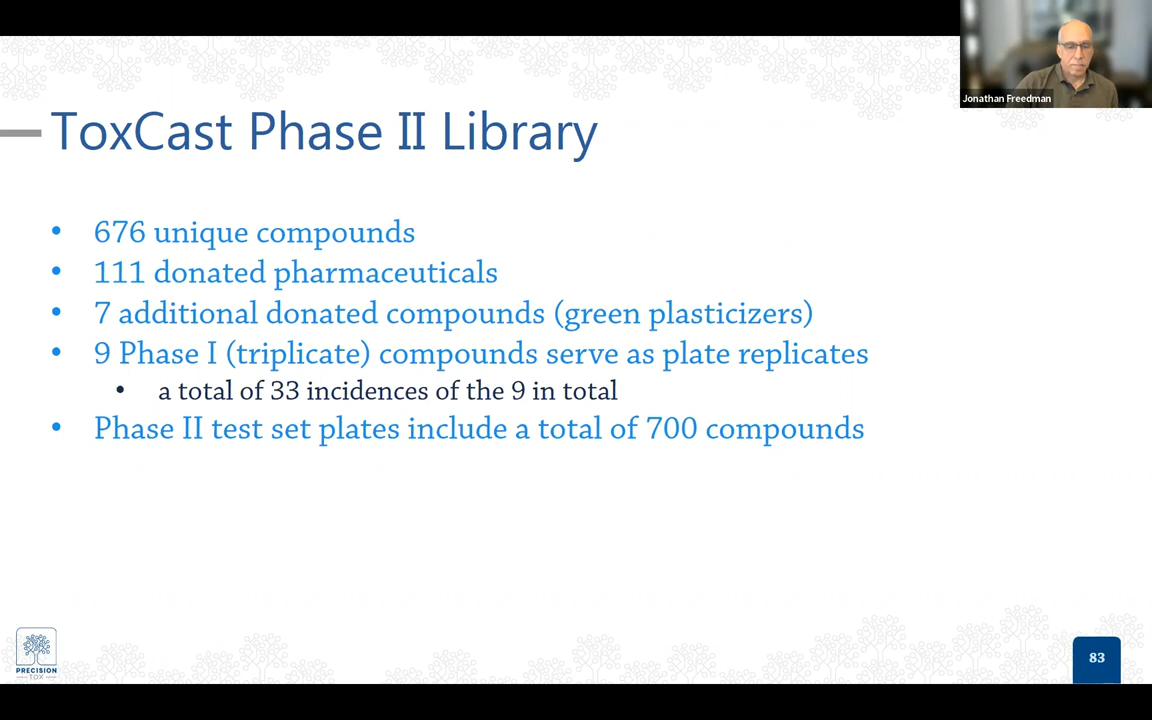 Jonathan Freedman
ToxCast Phase II Library
• 676 unique compounds
• 111 donated pharmaceuticals
• 7 additional donated compounds (green plasticizers)
• 9 Phase I (triplicate) compounds serve as plate replicates
• a total of 33 incidences of the 9 in total
• Phase II test set plates include a total of 700 compounds
PRECISION
TOX
83